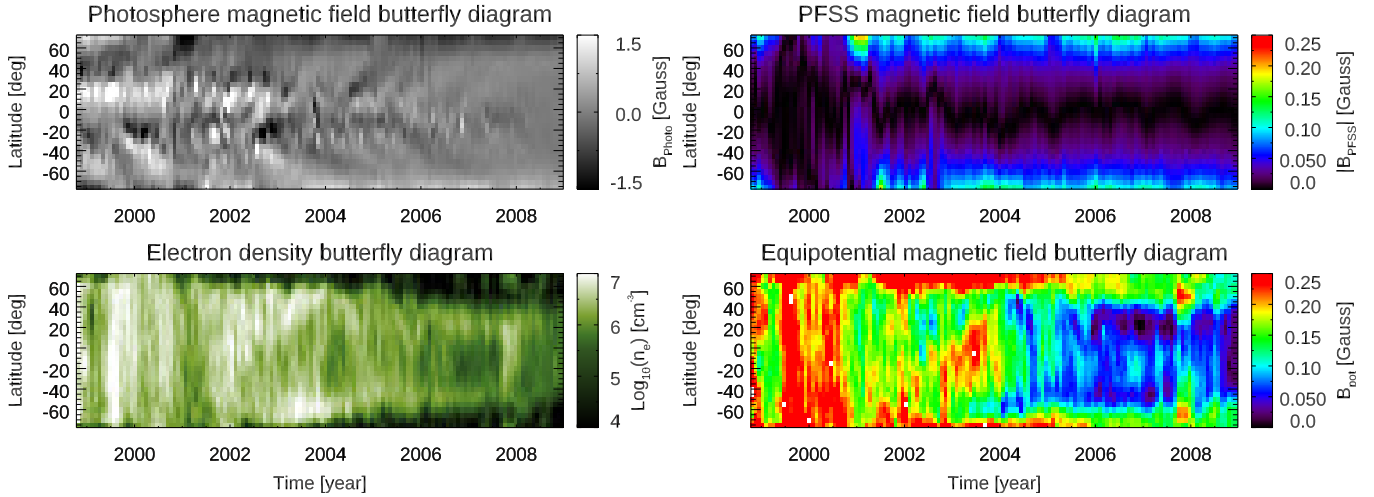 Photosphere magnetic field butterfly diagram
PFSS magnetic field butterfly diagram
Latitude [deg]
60
40
20
0
-20
-40
-60
2000 2002 2004 2006 2008
1.5
0.0
-1.5
B_Photo [Gauss]
Latitude [deg]
60
40
20
0
-20
-40
-60
2000 2002 2004 2006 2008
0.25
0.20
0.15
0.10
0.050
0.0
|B_PFSS| [Gauss]
Electron density butterfly diagram
Equipotential magnetic field butterfly diagram
Latitude [deg]
60
40
20
0
-20
-40
-60
2000 2002 2004 2006 2008
Time [year]
7
6
5
4
Log₁₀(nₑ) [cm⁻³]
Latitude [deg]
60
40
20
0
-20
-40
-60
2000 2002 2004 2006 2008
Time [year]
0.25
0.20
0.15
0.10
0.050
0.0
B_pot [Gauss]